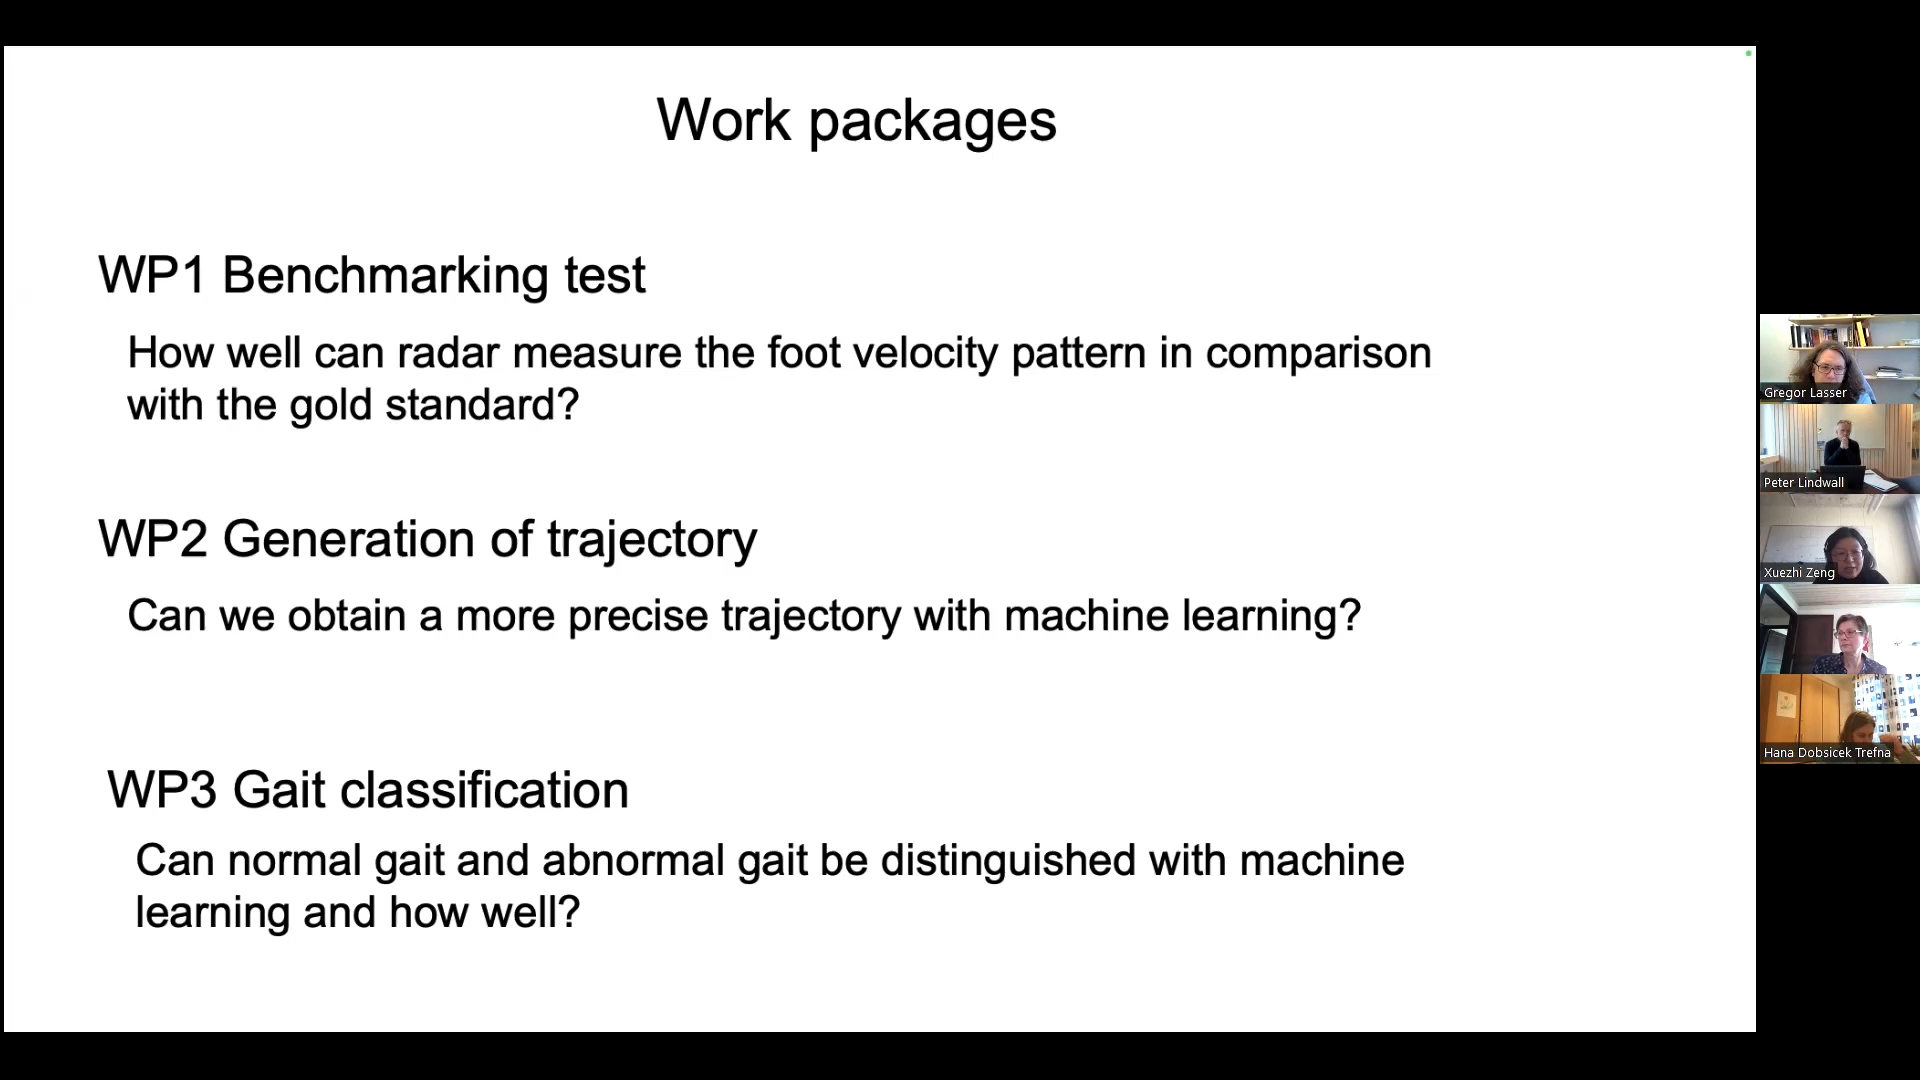 Work packages
WP1 Benchmarking test
How well can radar measure the foot velocity pattern in comparison
with the gold standard?
WP2 Generation of trajectory
Can we obtain a more precise trajectory with machine learning?
WP3 Gait classification
Can normal gait and abnormal gait be distinguished with machine
learning and how well?
Gregor Lasser
Peter Lindwall
Xuezhi Zeng
Hana Dobsicek Trefna